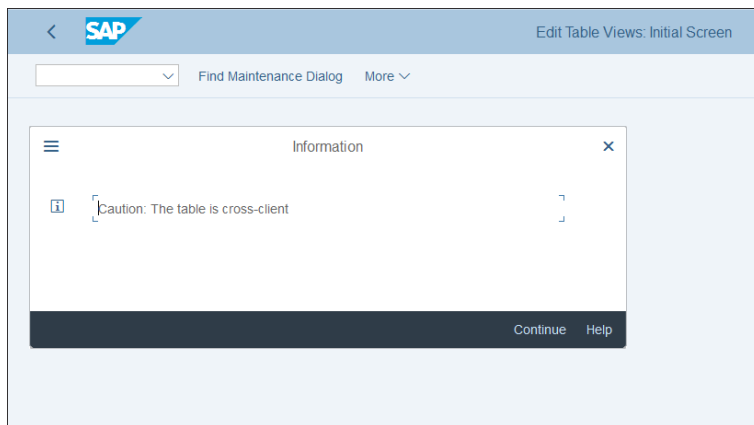 SAP
Edit Table Views: Initial Screen
Find Maintenance Dialog More
Information
Caution: The table is cross-client
Continue Help